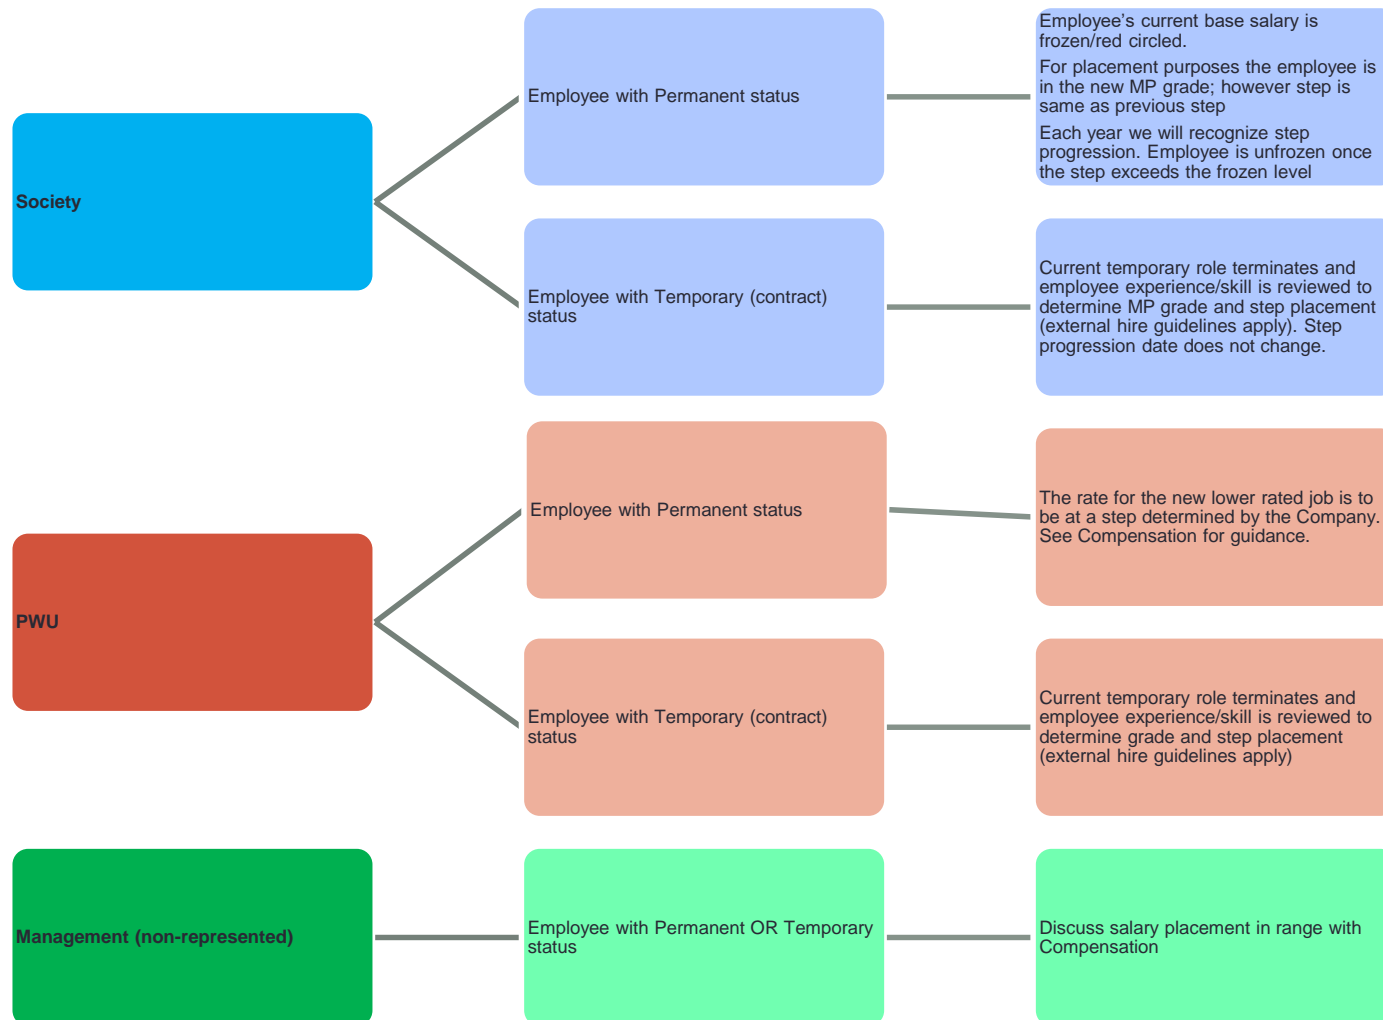 Society
Employee with Permanent status
Employee’s current base salary is
frozen/red circled.
For placement purposes the employee is
in the new MP grade; however step is
same as previous step
Each year we will recognize step
progression. Employee is unfrozen once
the step exceeds the frozen level
Employee with Temporary (contract)
status
Current temporary role terminates and
employee experience/skill is reviewed to
determine MP grade and step placement
(external hire guidelines apply). Step
progression date does not change.
PWU
Employee with Permanent status
The rate for the new lower rated job is to
be at a step determined by the Company.
See Compensation for guidance.
Employee with Temporary (contract)
status
Current temporary role terminates and
employee experience/skill is reviewed to
determine grade and step placement
(external hire guidelines apply)
Management (non-represented)
Employee with Permanent OR Temporary
status
Discuss salary placement in range with
Compensation